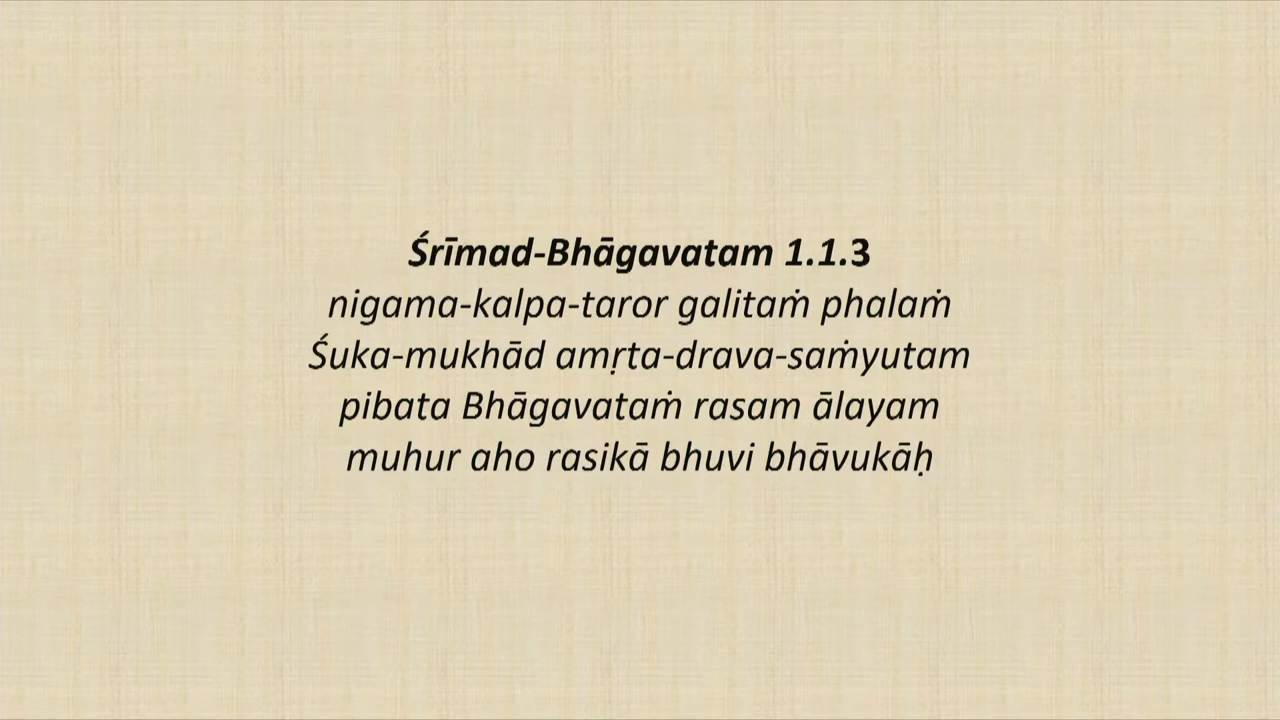 Śrīmad-Bhāgavatam 1.1.3
nigama-kalpa-taror galitaṁ phalaṁ
Śuka-mukhād amṛta-drava-saṁyutam
pibata Bhāgavataṁ rasam ālayam
muhur aho rasikā bhuvi bhāvukāḥ